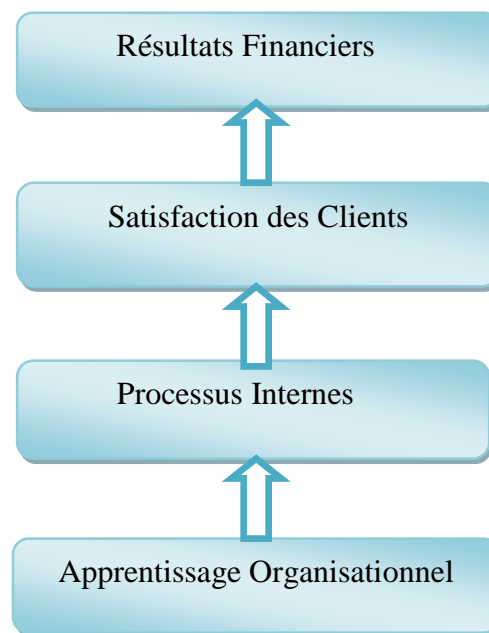 Résultats Financiers
Satisfaction des Clients
Processus Internes
Apprentissage Organisationnel